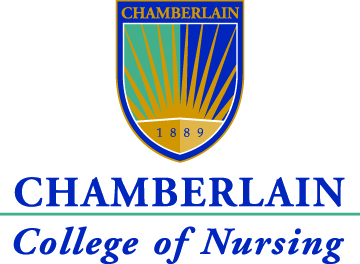 CHAMBERLAIN
1889
CHAMBERLAIN
College of Nursing